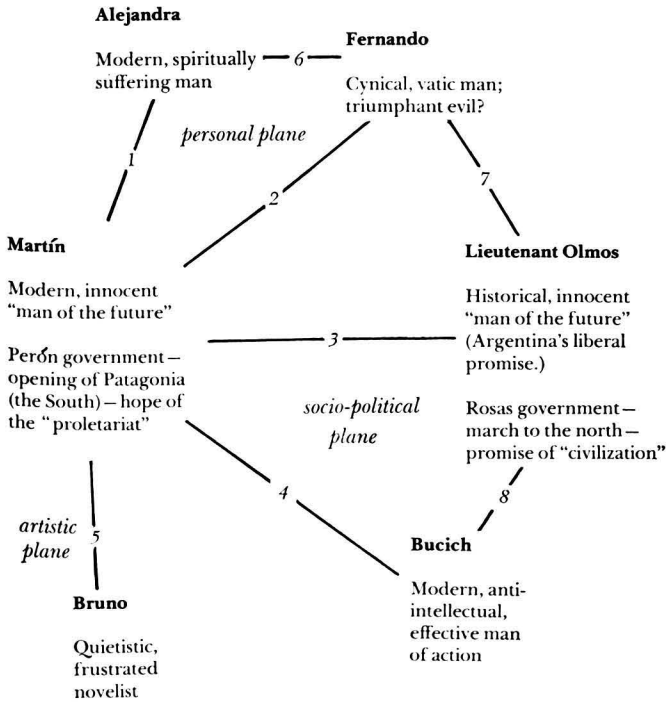 Alejandra
Modern, spiritually
suffering man
6
Fernando
Cynical, vatic man;
triumphant evil?
personal plane
1
2
7
Martín
Modern, innocent
"man of the future"
Perón government—
opening of Patagonia
(the South)—hope of
the "proletariat"
3
Lieutenant Olmos
Historical, innocent
"man of the future"
(Argentina's liberal
promise.)
Rosas government—
march to the north—
promise of "civilization"
socio-political
plane
4
8
artistic
plane
5
Bucich
Modern, anti-
intellectual,
effective man
of action
Bruno
Quietistic,
frustrated
novelist